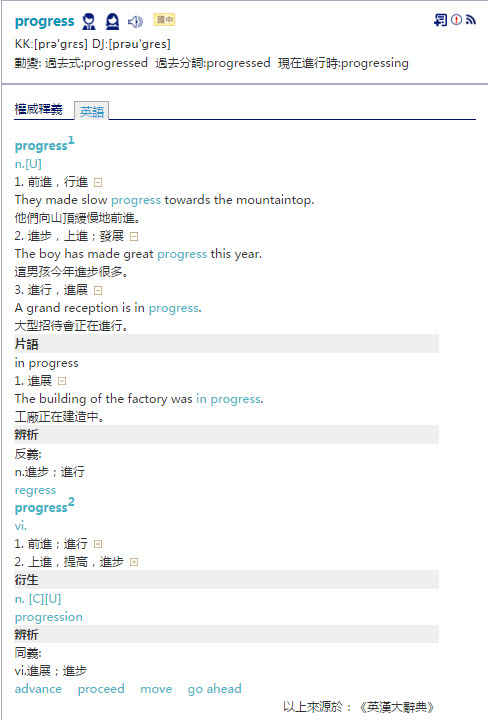 progress 國中
KK:[prə'grɛs] DJ:[prəu'gres]
動變: 過去式:progressed 過去分詞:progressed 現在進行時:progressing
權威釋義 英語
progress1
n.[U]
1. 前進，行進
They made slow progress towards the mountaintop.
他們向山頂緩慢地前進。
2. 進步，上進；發展
The boy has made great progress this year.
這男孩今年進步很多。
3. 進行，進展
A grand reception is in progress.
大型招待會正在進行。
片語
in progress
1. 進展
The building of the factory was in progress.
工廠正在建造中。
辨析
反義:
n.進步；進行
regress
progress2
vi.
1. 前進；進行
2. 上進，提高，進步
衍生
n. [C][U]
progression
辨析
同義:
vi.進展；進步
advance proceed move go ahead
以上來源於：《英漢大辭典》